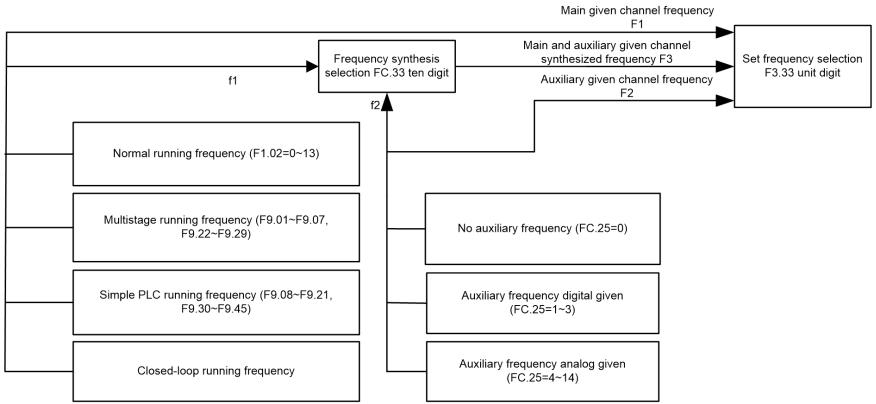 Main given channel frequency
F1
Frequency synthesis
selection FC.33 ten digit
Main and auxiliary given channel
synthesized frequency F3
Set frequency selection
F3.33 unit digit
f1
Auxiliary given channel frequency
F2
f2
Normal running frequency (F1.02=0~13)
Multistage running frequency (F9.01~F9.07,
F9.22~F9.29)
No auxiliary frequency (FC.25=0)
Simple PLC running frequency (F9.08~F9.21,
F9.30~F9.45)
Auxiliary frequency digital given
(FC.25=1~3)
Closed-loop running frequency
Auxiliary frequency analog given
(FC.25=4~14)